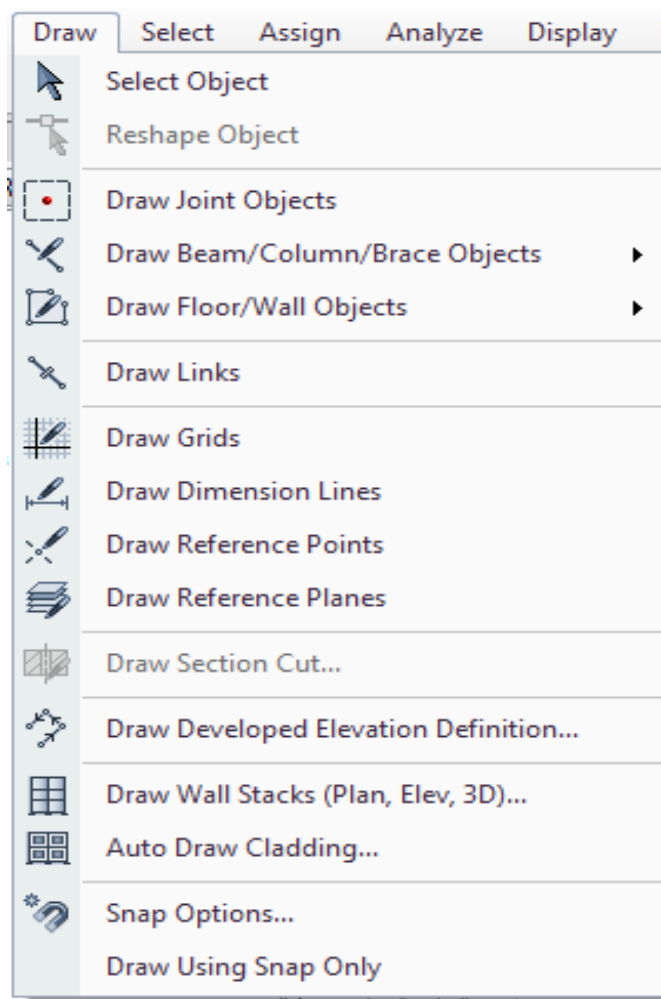 Draw Select Assign Analyze Display
Select Object
Reshape Object
Draw Joint Objects
Draw Beam/Column/Brace Objects
Draw Floor/Wall Objects
Draw Links
Draw Grids
Draw Dimension Lines
Draw Reference Points
Draw Reference Planes
Draw Section Cut...
Draw Developed Elevation Definition...
Draw Wall Stacks (Plan, Elev, 3D)...
Auto Draw Cladding...
Snap Options...
Draw Using Snap Only